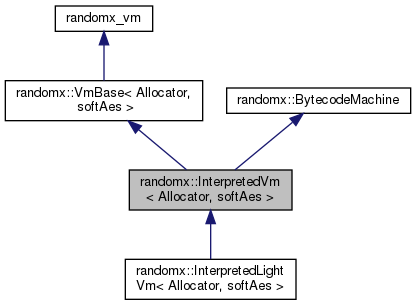 randomx_vm
randomx::VmBase< Allocator,
softAes >
randomx::BytecodeMachine
randomx::InterpretedVm
< Allocator, softAes >
randomx::InterpretedLight
Vm< Allocator, softAes >